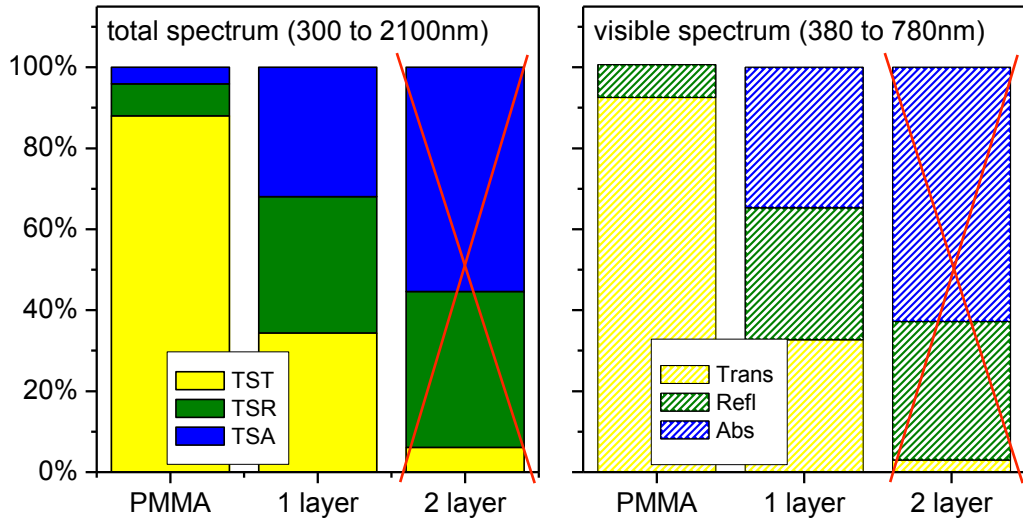 total spectrum (300 to 2100nm)
100%
80%
60%
40%
20%
0%
TST
TSR
TSA
PMMA
1 layer
2 layer
visible spectrum (380 to 780nm)
Trans
Refl
Abs
PMMA
1 layer
2 layer